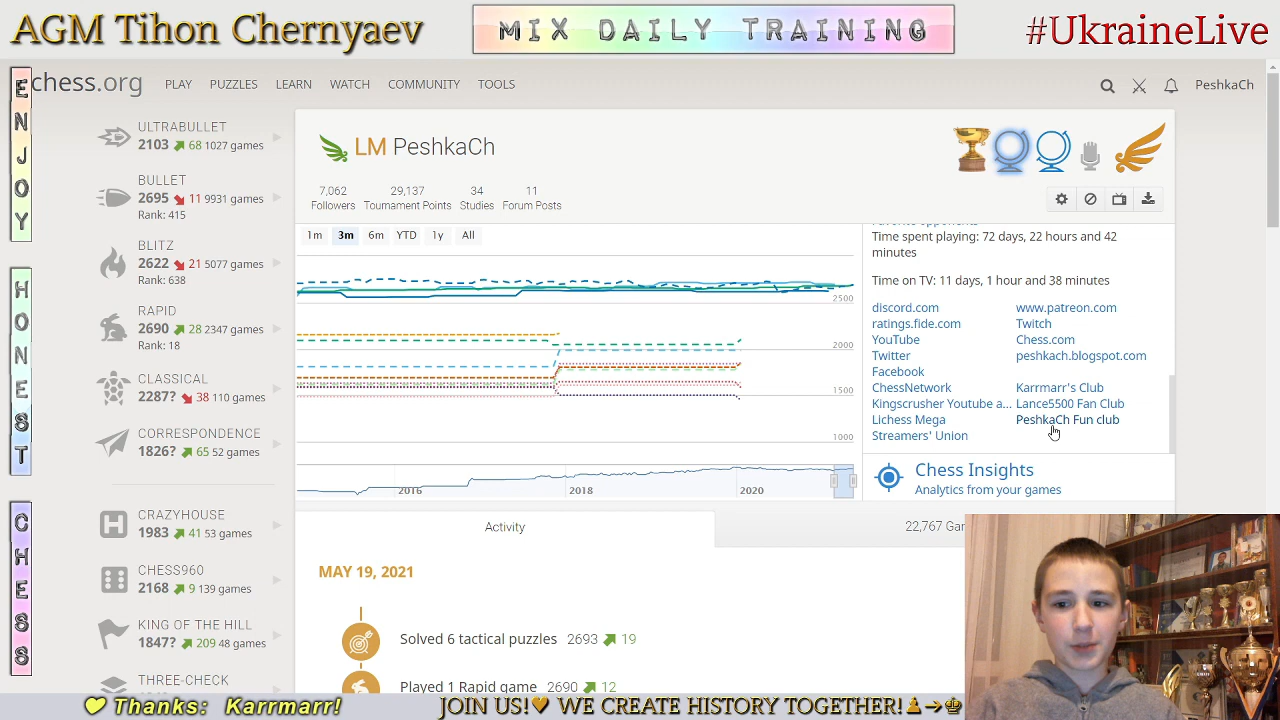 AGM Tihon Chernyaev
MIX DAILY TRAINING
#UkraineLive
ENJOY
HONEST
CHESS
chess.org
PLAY PUZZLES LEARN WATCH COMMUNITY TOOLS
PeshkaCh
ULTRABULLET
2103 68 1027 games
BULLET
2695 11 9931 games
Rank: 415
BLITZ
2622 21 5077 games
Rank: 638
RAPID
2690 28 2347 games
Rank: 18
CLASSICAL
2287? 38 110 games
CORRESPONDENCE
1826? 65 52 games
CRAZYHOUSE
1983 41 53 games
CHESS960
2168 9 139 games
KING OF THE HILL
1847? 209 48 games
THREE-CHECK
LM PeshkaCh
7,062 29,137 34 11
Followers Tournament Points Studies Forum Posts
1m 3m 6m YTD 1y All
2500
2000
1500
1000
2016 2018 2020
Favorite opponents
Time spent playing: 72 days, 22 hours and 42
minutes
Time on TV: 11 days, 1 hour and 38 minutes
discord.com www.patreon.com
ratings.fide.com Twitch
YouTube Chess.com
Twitter peshkach.blogspot.com
Facebook
ChessNetwork Karrmarr's Club
Kingscrusher Youtube a... Lance5500 Fan Club
Lichess Mega PeshkaCh Fun club
Streamers' Union
Chess Insights
Analytics from your games
Activity 22,767 Gam
MAY 19, 2021
Solved 6 tactical puzzles 2693 19
Played 1 Rapid game 2690 12
Thanks: Karrmarr!
JOIN US! WE CREATE HISTORY TOGETHER!